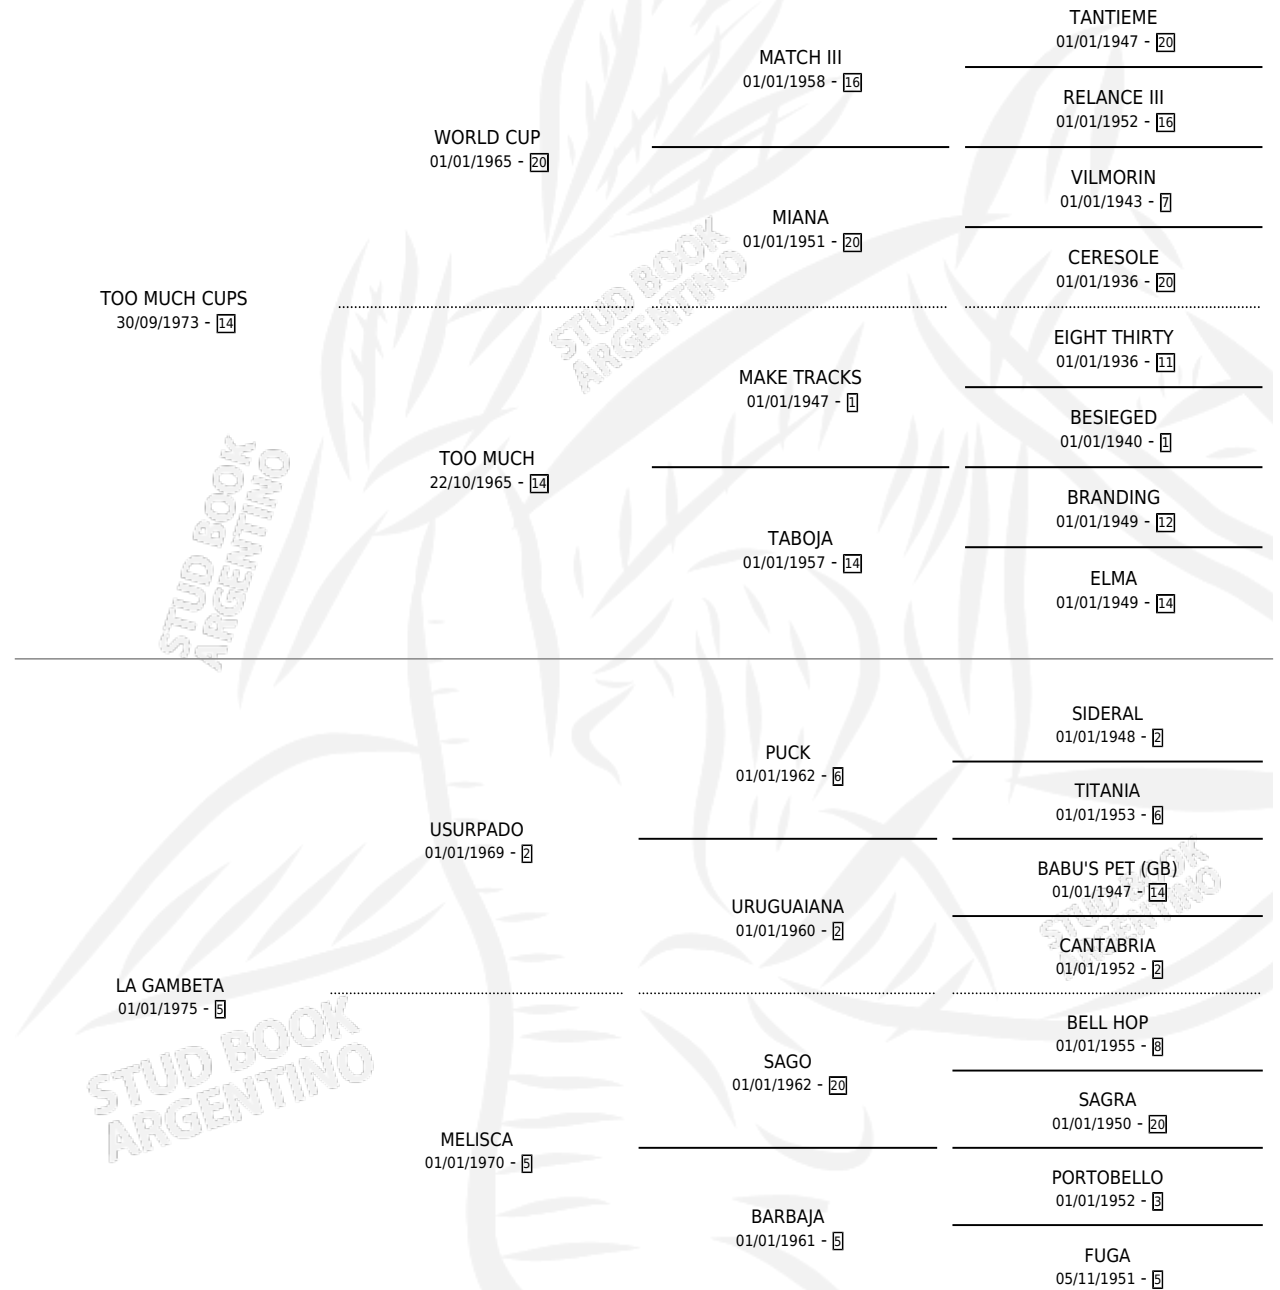 TANTIEME
01/01/1947 - 20
MATCH III
01/01/1958 - 16
RELANCE III
01/01/1952 - 16
WORLD CUP
01/01/1965 - 20
VILMORIN
01/01/1943 - 7
MIANA
01/01/1951 - 20
CERESOLE
01/01/1936 - 20
TOO MUCH CUPS
30/09/1973 - 14
EIGHT THIRTY
01/01/1936 - 11
MAKE TRACKS
01/01/1947 - 1
BESIEGED
01/01/1940 - 1
TOO MUCH
22/10/1965 - 14
BRANDING
01/01/1949 - 12
TABOJA
01/01/1957 - 14
ELMA
01/01/1949 - 14
STUD BOOK
ARGENTINO
STUD BOOK
ARGENTINO
SIDERAL
01/01/1948 - 2
PUCK
01/01/1962 - 6
TITANIA
01/01/1953 - 6
USURPADO
01/01/1969 - 2
BABU'S PET (GB)
01/01/1947 - 14
URUGUAIANA
01/01/1960 - 2
CANTABRIA
01/01/1952 - 2
LA GAMBETA
01/01/1975 - 5
BELL HOP
01/01/1955 - 8
SAGO
01/01/1962 - 20
SAGRA
01/01/1950 - 20
MELISCA
01/01/1970 - 5
PORTOBELLO
01/01/1952 - 3
BARBAJA
01/01/1961 - 5
FUGA
05/11/1951 - 5
STUD BOOK
ARGENTINO
STUD BOOK
ARGENTINO